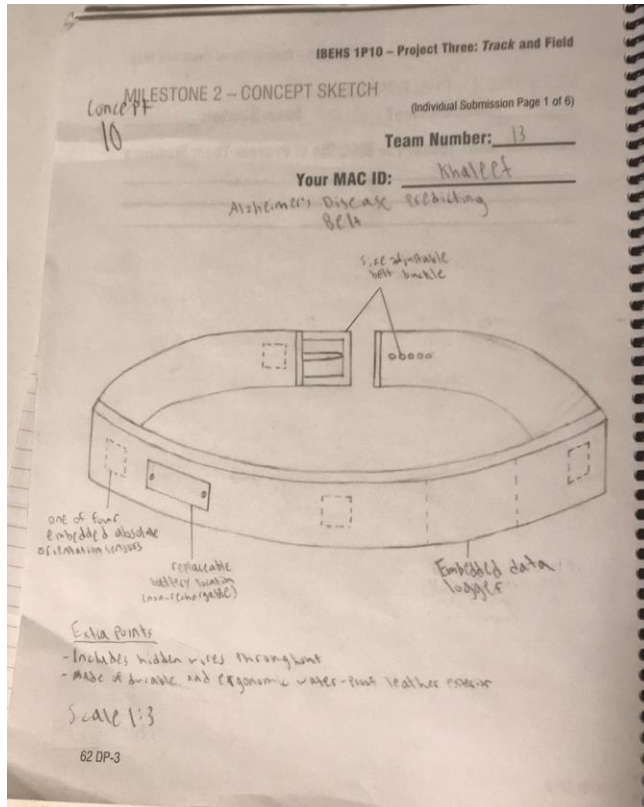 IBEHS 1P10 – Project Three: Track and Field
MILESTONE 2 – CONCEPT SKETCH
(Individual Submission Page 1 of 6)
Concept
10
Team Number: 13
Your MAC ID: Khaleef
Alzheimer's Disease Predicting
Belt
Size-adjustable
belt buckle
one of four
embedded absolute
orientation sensors
replaceable
battery location
(non-rechargable)
Embedded data
logger
Extra Points
- Includes hidden wires throughout
- Made of durable and ergonomic water-proof leather exterior
Scale 1:3
62 DP-3